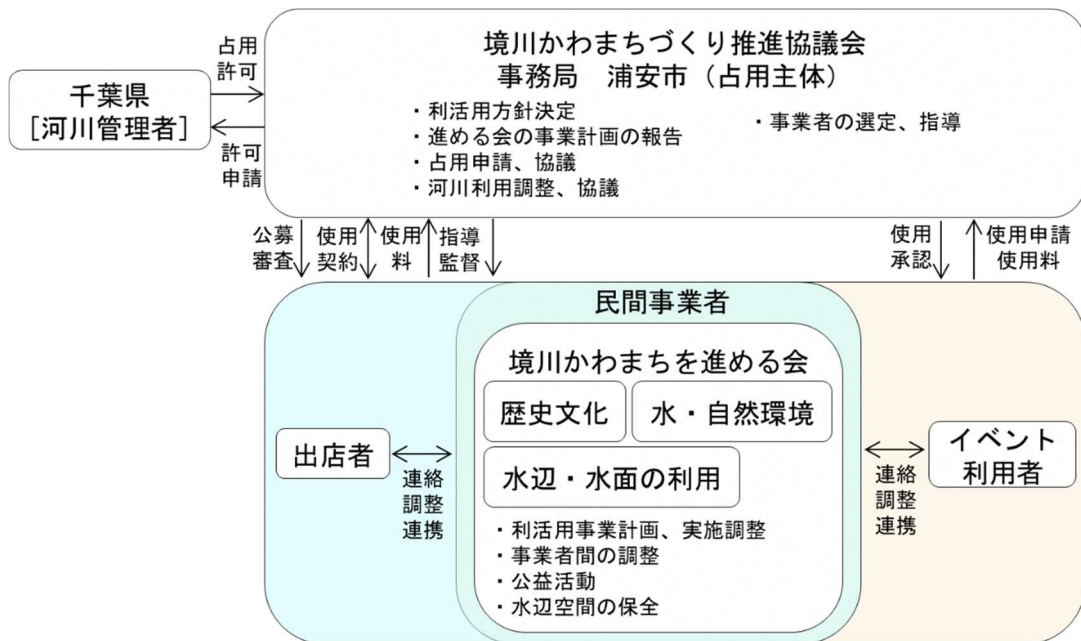 境川かわまちづくり推進協議会
事務局　浦安市（占用主体）
・利活用方針決定
・進める会の事業計画の報告
・占用申請、協議
・河川利用調整、協議
・事業者の選定、指導
占用
許可
千葉県
［河川管理者］
許可
申請
公募
審査
使用
契約
使用
料
指導
監督
使用
承認
使用申請
使用料
民間事業者
境川かわまちを進める会
歴史文化
水・自然環境
水辺・水面の利用
・利活用事業計画、実施調整
・事業者間の調整
・公益活動
・水辺空間の保全
出店者
連絡
調整
連携
連絡
調整
連携
イベント
利用者